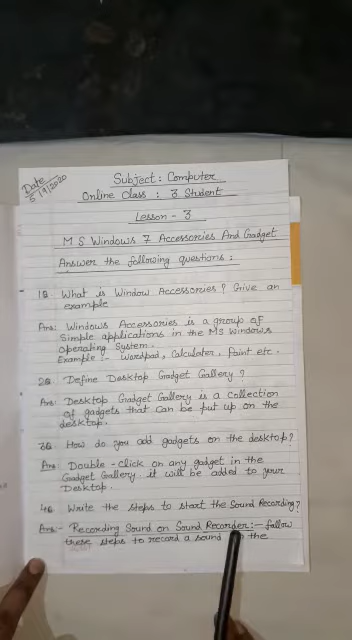 Date
5/9/2020
Subject: Computer
Online Class : 3 Student
Lesson - 3
M S Windows 7 Accessories And Gadget
Answer the following questions :
1Q. What is Window Accessories? Give an
example
Ans: Windows Accessories is a group of
Simple applications in the MS Windows
operating System.
Example :- Wordpad, Calculater, Paint etc.
2Q Define Desktop Gadget Gallery ?
Ans: Desktop Gadget Gallery is a Collection
of gadgets that can be put up on the
desktop.
3Q How do you add gadgets on the desktop?
Ans: Double-click on any gadget in the
Gadget Gallery it will be added to your
Desktop.
4Q Write the steps to start the Sound Recording?
Ans:- Recording Sound on Sound Recorder:- follow
these steps to record a sound the